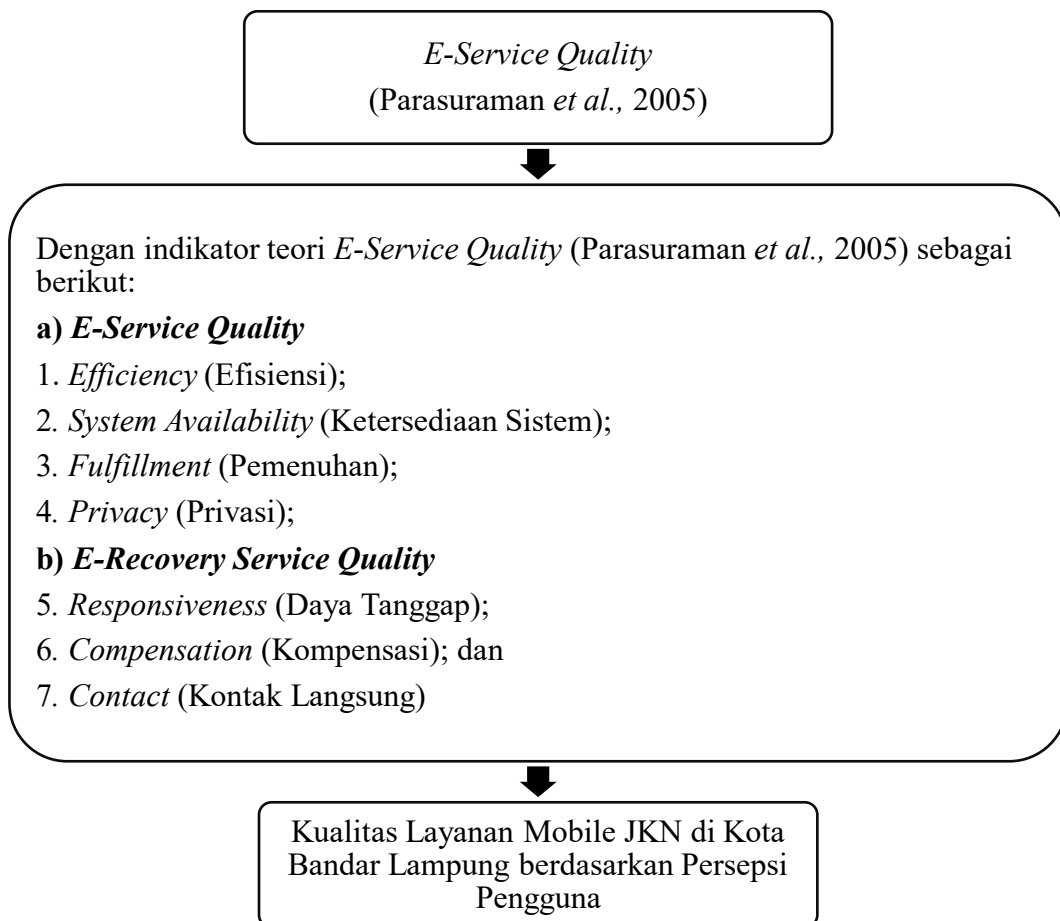 E-Service Quality
(Parasuraman et al., 2005)
Dengan indikator teori E-Service Quality (Parasuraman et al., 2005) sebagai
berikut:
a) E-Service Quality
1. Efficiency (Efisiensi);
2. System Availability (Ketersediaan Sistem);
3. Fulfillment (Pemenuhan);
4. Privacy (Privasi);
b) E-Recovery Service Quality
5. Responsiveness (Daya Tanggap);
6. Compensation (Kompensasi); dan
7. Contact (Kontak Langsung)
Kualitas Layanan Mobile JKN di Kota
Bandar Lampung berdasarkan Persepsi
Pengguna